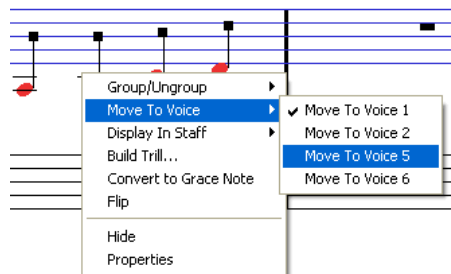 Group/Ungroup
Move To Voice
Display In Staff
Build Trill...
Convert to Grace Note
Flip
Hide
Properties
Move To Voice 1
Move To Voice 2
Move To Voice 5
Move To Voice 6